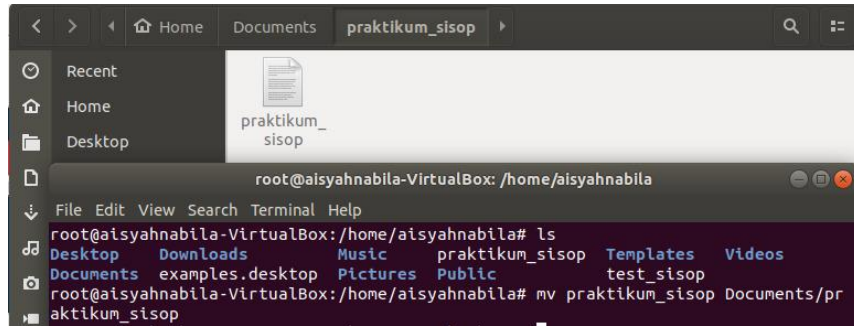 Home Documents praktikum_sisop
Recent
Home
Desktop
praktikum_
sisop
root@aisyahnabila-VirtualBox: /home/aisyahnabila
File Edit View Search Terminal Help
root@aisyahnabila-VirtualBox:/home/aisyahnabila# ls
Desktop Downloads Music praktikum_sisop Templates Videos
Documents examples.desktop Pictures Public test_sisop
root@aisyahnabila-VirtualBox:/home/aisyahnabila# mv praktikum_sisop Documents/pr
aktikum_sisop